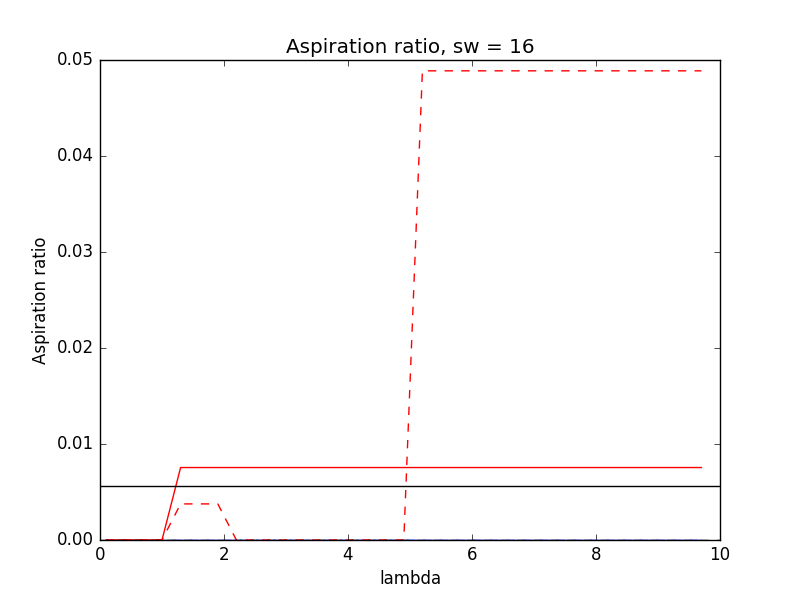 Aspiration ratio, sw = 16
0.05
0.04
0.03
0.02
0.01
0.00
Aspiration ratio
0 2 4 6 8 10
lambda